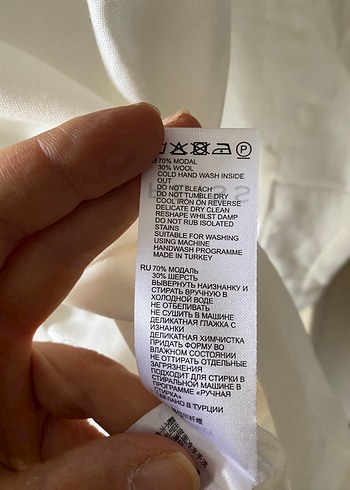 70% MODAL
30% WOOL
COLD HAND WASH INSIDE
OUT
DO NOT BLEACH
DO NOT TUMBLE DRY
COOL IRON ON REVERSE
DELICATE DRY CLEAN
RESHAPE WHILST DAMP
DO NOT RUB ISOLATED
STAINS
SUITABLE FOR WASHING
USING MACHINE
HANDWASH PROGRAMME
MADE IN TURKEY
RU 70% МОДАЛЬ
30% ШЕРСТЬ
ВЫВЕРНУТЬ НАИЗНАНКУ И
СТИРАТЬ ВРУЧНУЮ В
ХОЛОДНОЙ ВОДЕ
НЕ ОТБЕЛИВАТЬ
НЕ СУШИТЬ В МАШИНЕ
ДЕЛИКАТНАЯ ГЛАЖКА С
ИЗНАНКИ
ДЕЛИКАТНАЯ ХИМЧИСТКА
ПРИДАТЬ ФОРМУ ВО
ВЛАЖНОМ СОСТОЯНИИ
НЕ ОТТИРАТЬ ОТДЕЛЬНЫЕ
ЗАГРЯЗНЕНИЯ
ПОДХОДИТ ДЛЯ СТИРКИ В
СТИРАЛЬНОЙ МАШИНЕ В
ПРОГРАММЕ «РУЧНАЯ
СТИРКА»
СДЕЛАНО В ТУРЦИИ